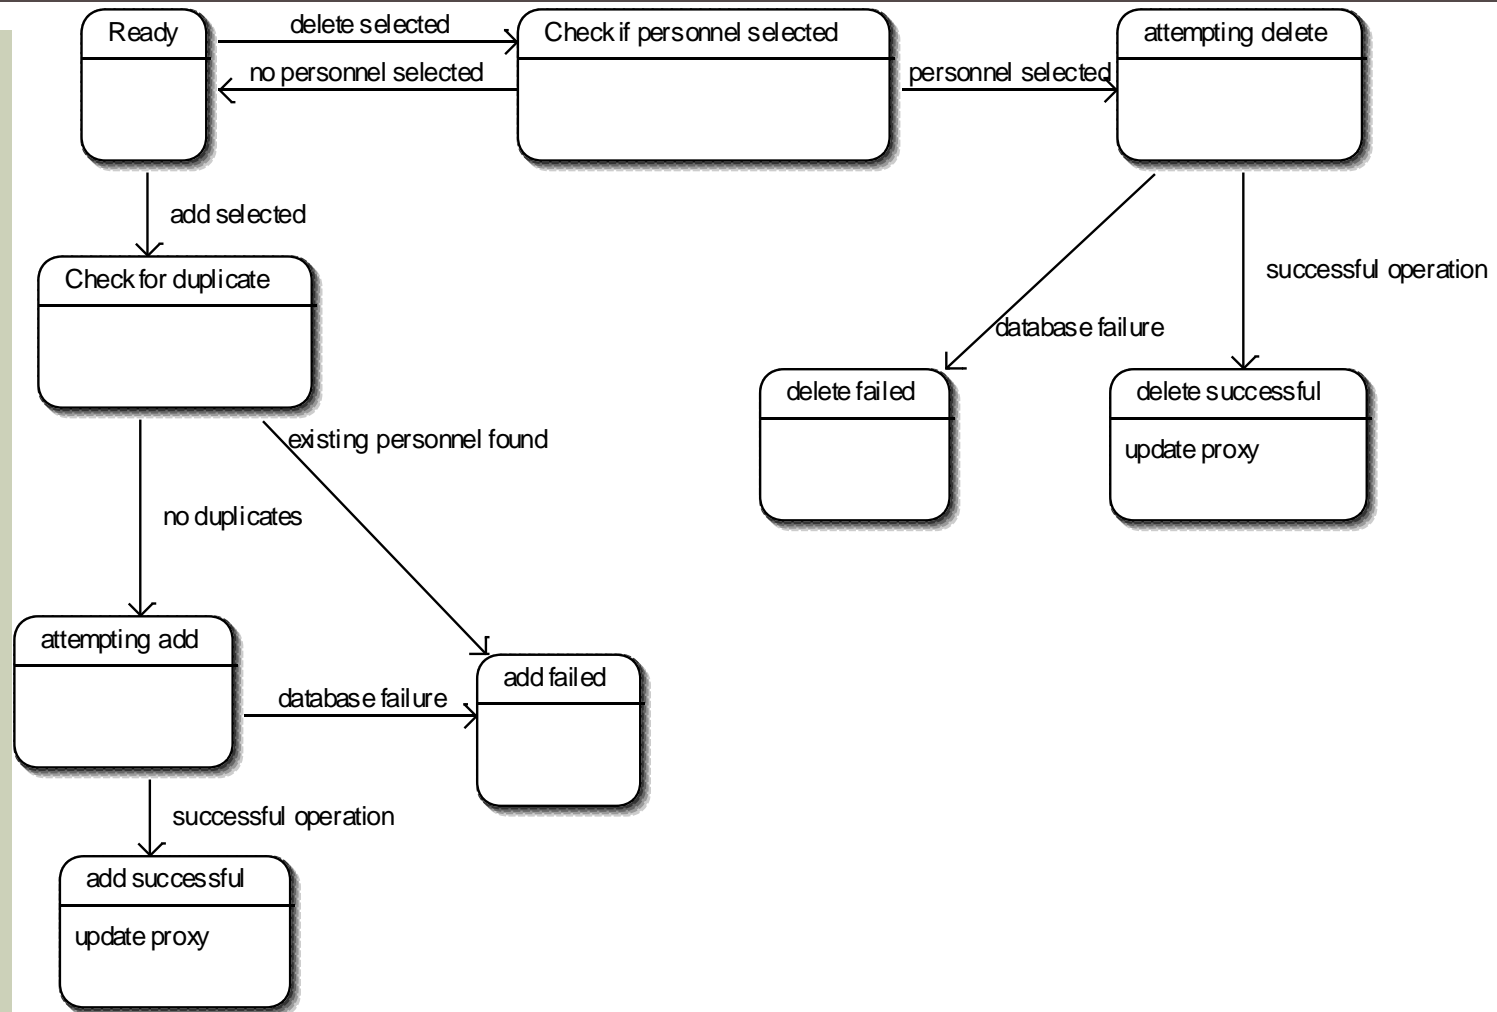 Ready
delete selected
Check if personnel selected
attempting delete
no personnel selected
personnel selected
add selected
Check for duplicate
successful operation
database failure
delete failed
delete successful
update proxy
existing personnel found
no duplicates
attempting add
add failed
database failure
successful operation
add successful
update proxy